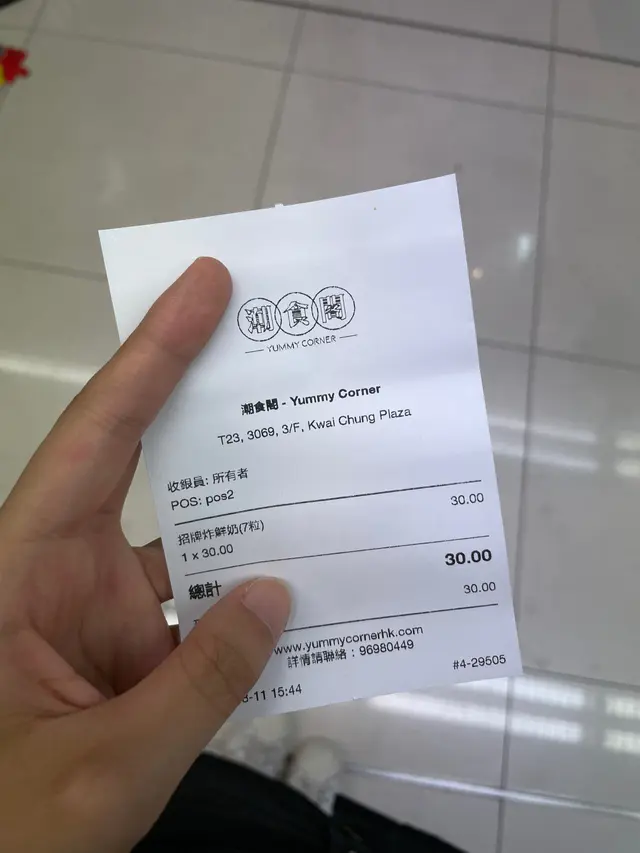 潮食閣
YUMMY CORNER
潮食閣 - Yummy Corner
T23, 3069, 3/F, Kwai Chung Plaza
收銀員: 所有者
POS: pos2
招牌炸鮮奶(7粒) 30.00
1 x 30.00
總計 30.00
30.00
www.yummycornerhk.com
詳情請聯絡：96980449
-11 15:44 #4-29505